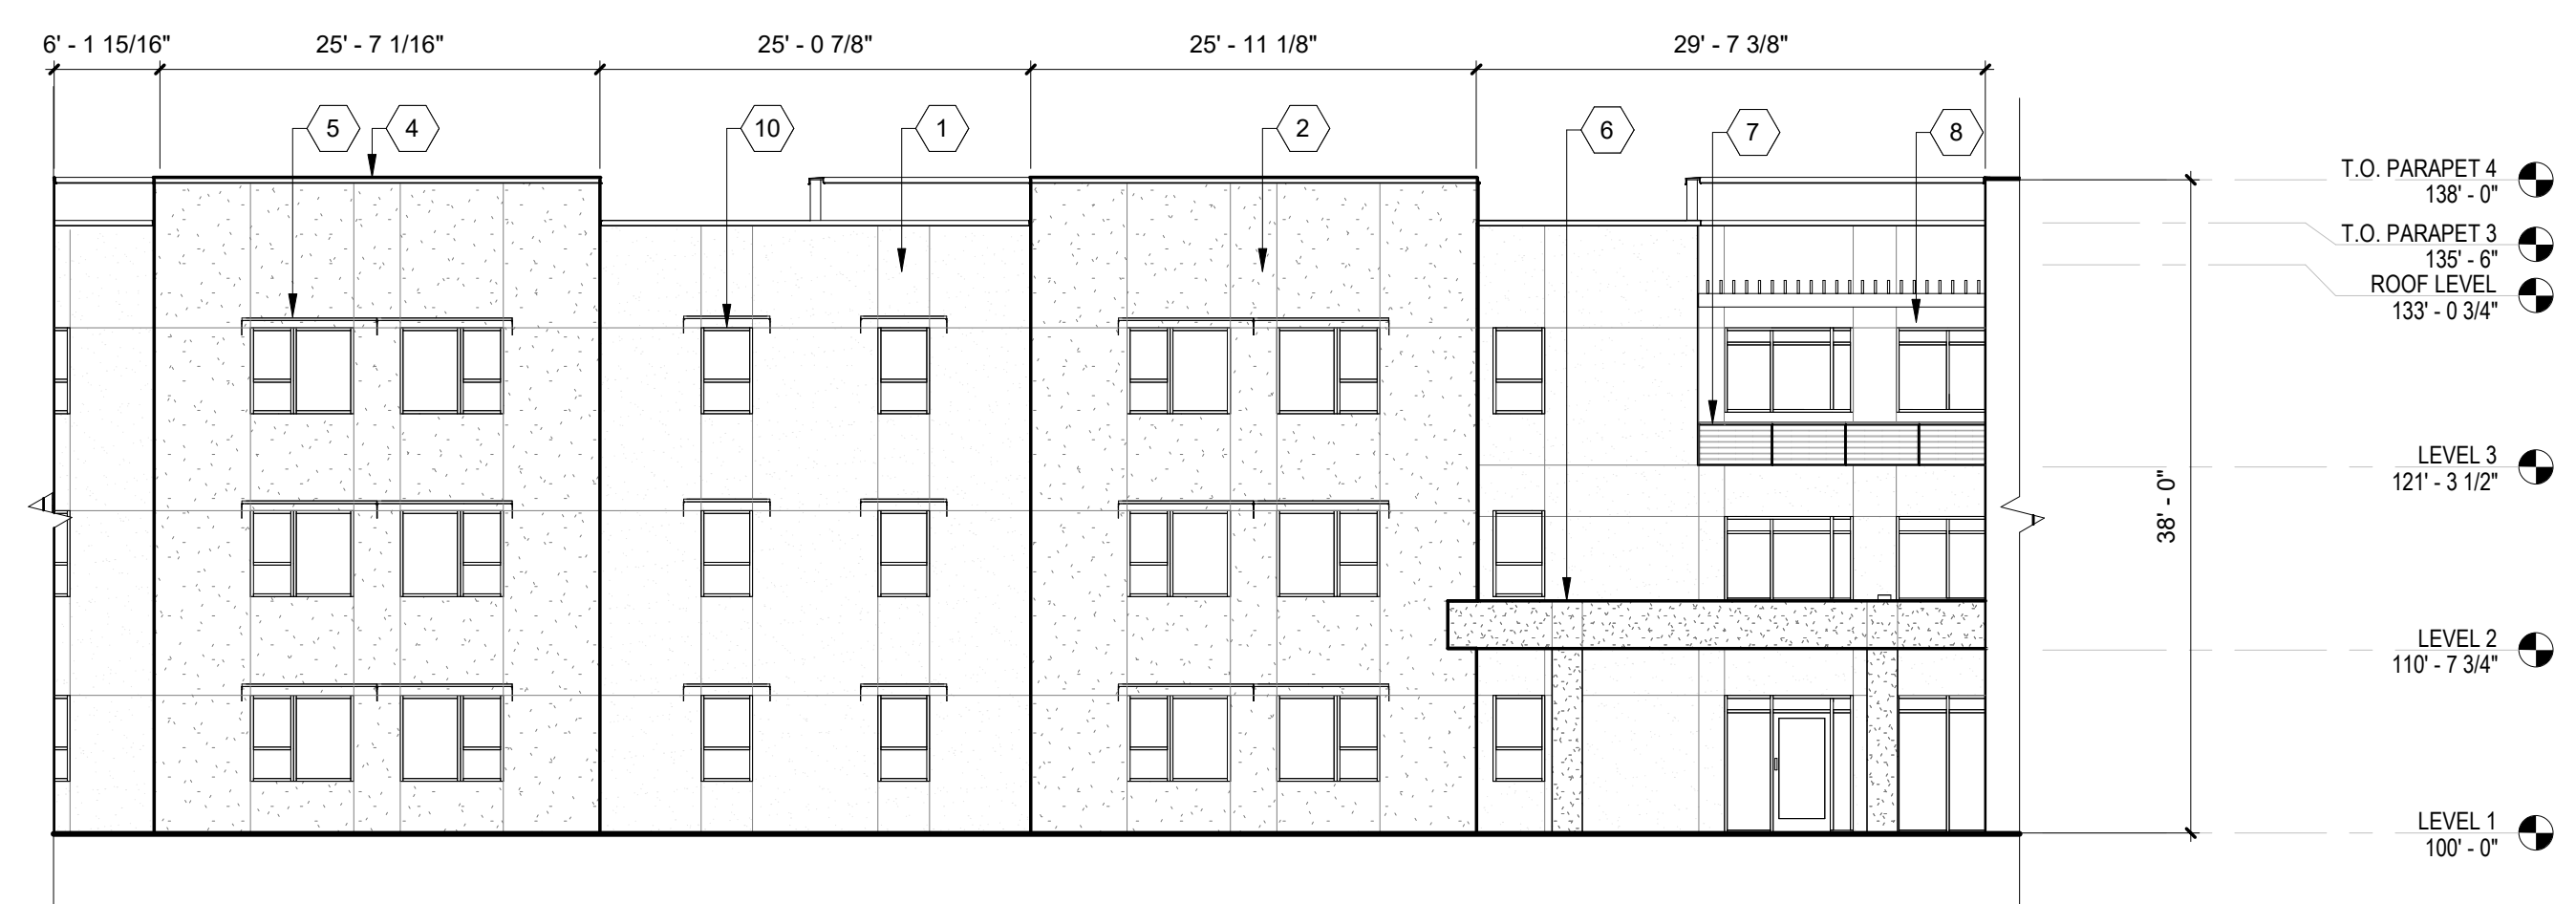 6' - 1 15/16"
25' - 7 1/16"
25' - 0 7/8"
25' - 11 1/8"
29' - 7 3/8"
5
4
10
1
2
6
7
8
T.O. PARAPET 4
138' - 0"
T.O. PARAPET 3
135' - 6"
ROOF LEVEL
133' - 0 3/4"
LEVEL 3
121' - 3 1/2"
38' - 0"
LEVEL 2
110' - 7 3/4"
LEVEL 1
100' - 0"